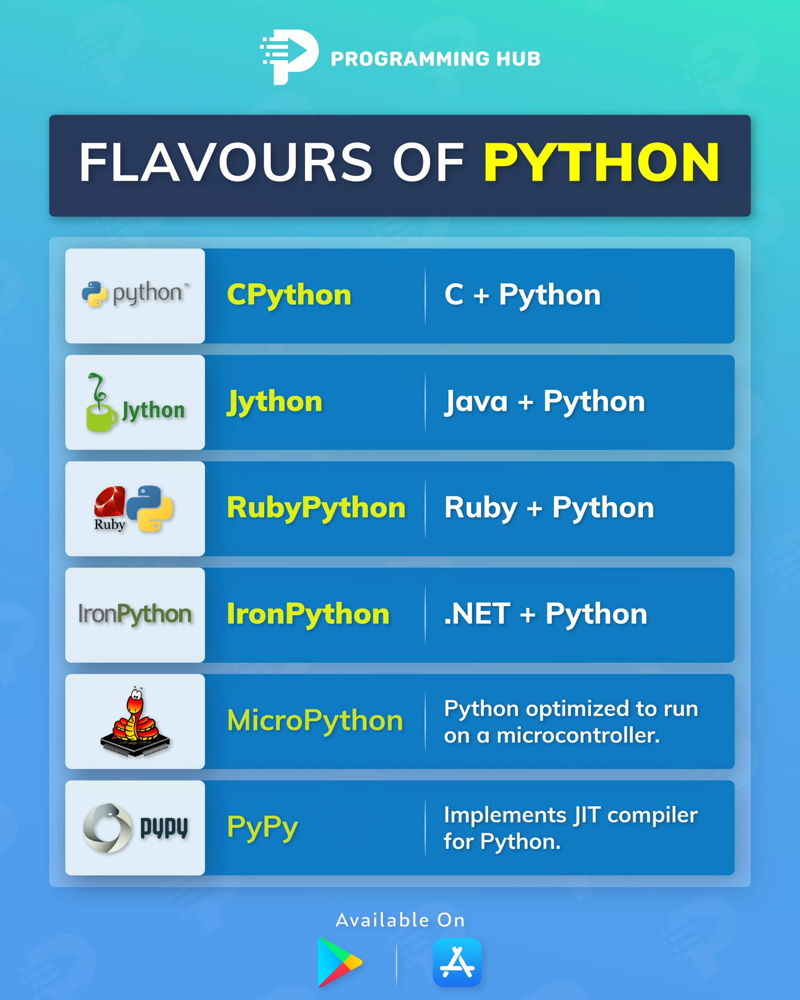 PROGRAMMING HUB
FLAVOURS OF PYTHON
python™
CPython
C + Python
Jython
Jython
Java + Python
Ruby
RubyPython
Ruby + Python
IronPython
IronPython
.NET + Python
MicroPython
Python optimized to run
on a microcontroller.
pypy
PyPy
Implements JIT compiler
for Python.
Available On